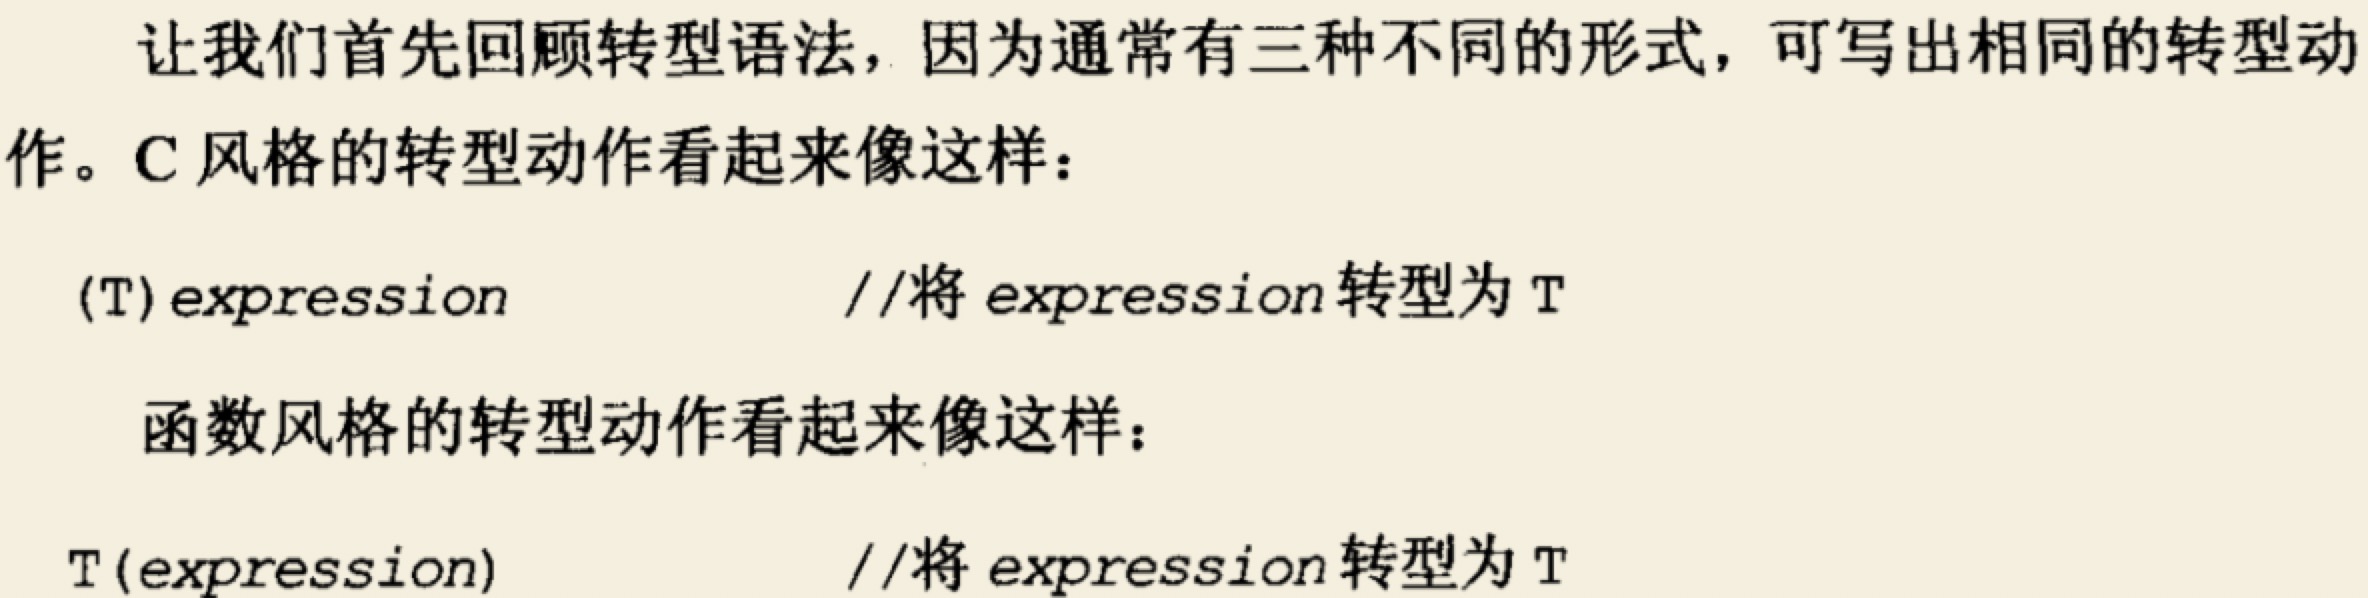 让我们首先回顾转型语法，因为通常有三种不同的形式，可写出相同的转型动
作。C 风格的转型动作看起来像这样：
(T)expression //将 expression 转型为 T
函数风格的转型动作看起来像这样：
T(expression) //将 expression 转型为 T